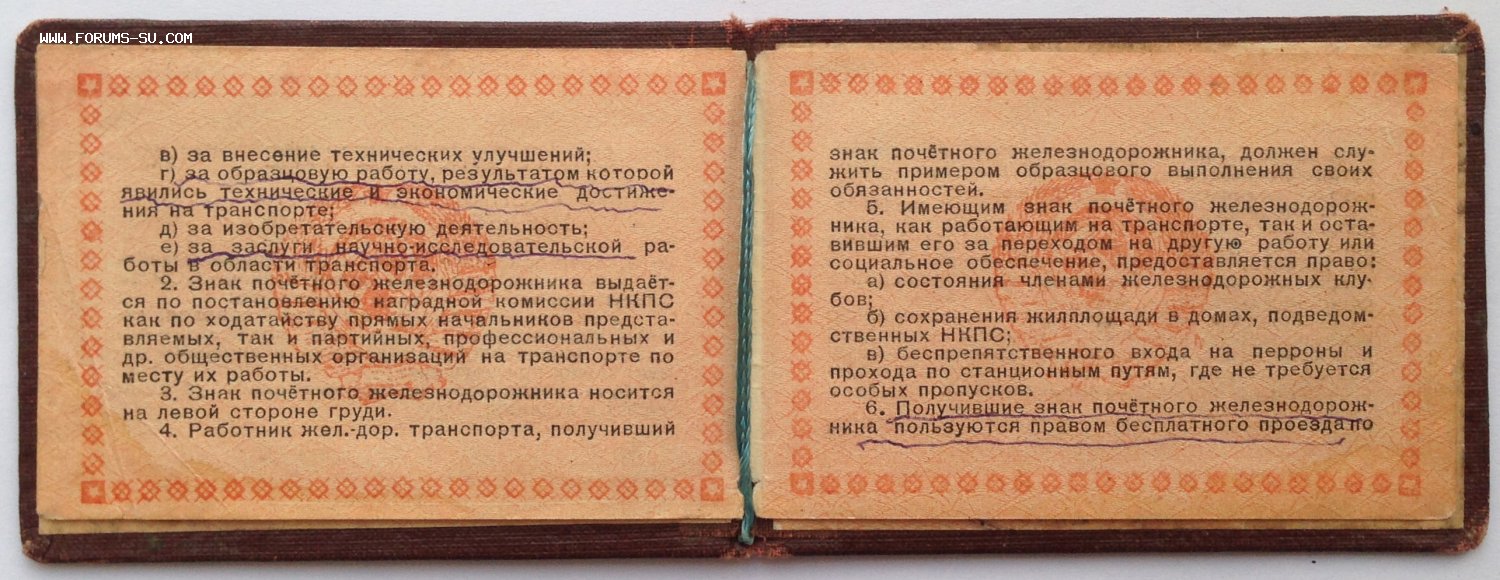 www.forums-su.com
в) за внесение технических улучшений;
г) за образцовую работу, результатом которой
явились технические и экономические достиже-
ния на транспорте;
д) за изобретательскую деятельность;
е) за заслуги научно-исследовательской ра-
боты в области транспорта.
2. Знак почётного железнодорожника выдаёт-
ся по постановлению наградной комиссии НКПС
как по ходатайству прямых начальников предста-
вляемых, так и партийных, профессиональных и
др. общественных организаций на транспорте по
месту их работы.
3. Знак почётного железнодорожника носится
на левой стороне груди.
4. Работник жел.-дор. транспорта, получивший
знак почётного железнодорожника, должен слу-
жить примером образцового выполнения своих
обязанностей.
5. Имеющим знак почётного железнодорож-
ника, как работающим на транспорте, так и оста-
вившим его за переходом на другую работу или
социальное обеспечение, предоставляется право:
а) состояния членами железнодорожных клу-
бов;
б) сохранения жилплощади в домах, подведом-
ственных НКПС;
в) беспрепятственного входа на перроны и
прохода по станционным путям, где не требуется
особых пропусков.
6. Получившие знак почётного железнодорож-
ника пользуются правом бесплатного проезда по